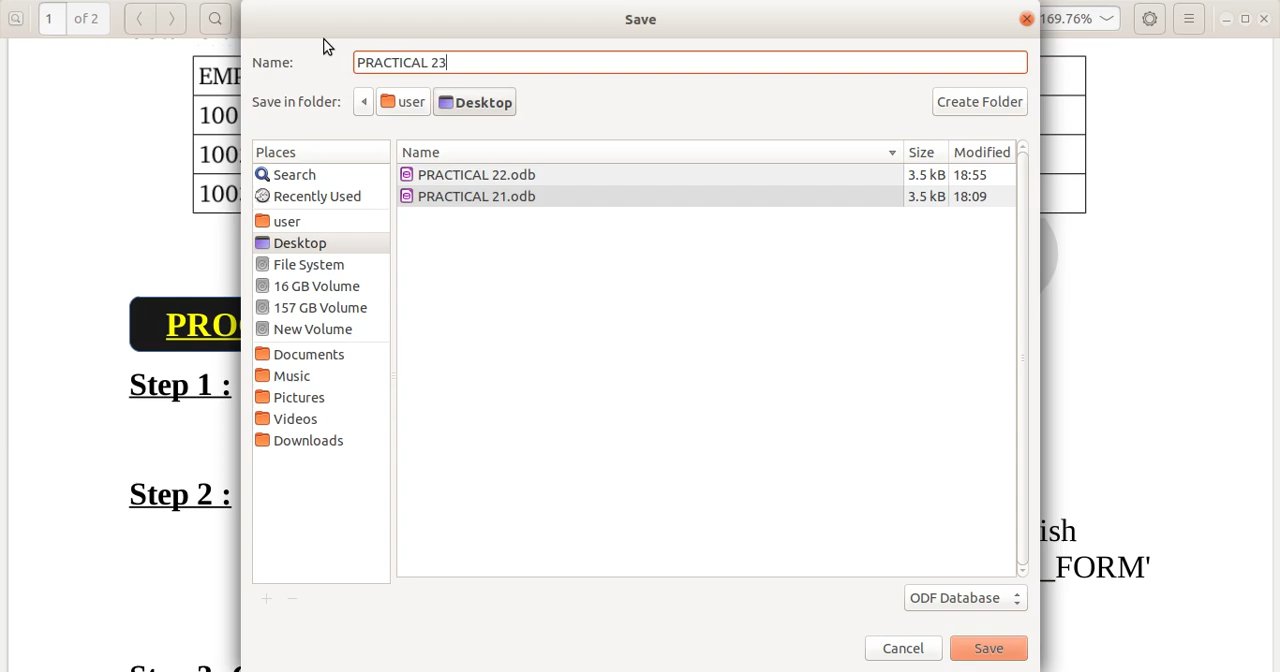 1 of 2
Save
169.76%
Name: PRACTICAL 23
Save in folder: user Desktop Create Folder
Places
Search
Recently Used
user
Desktop
File System
16 GB Volume
157 GB Volume
New Volume
Documents
Music
Pictures
Videos
Downloads
Name Size Modified
PRACTICAL 22.odb 3.5 kB 18:55
PRACTICAL 21.odb 3.5 kB 18:09
ODF Database
Cancel Save
EMP
100
100
100
PRO
Step 1 :
Step 2 :
ish
_FORM'